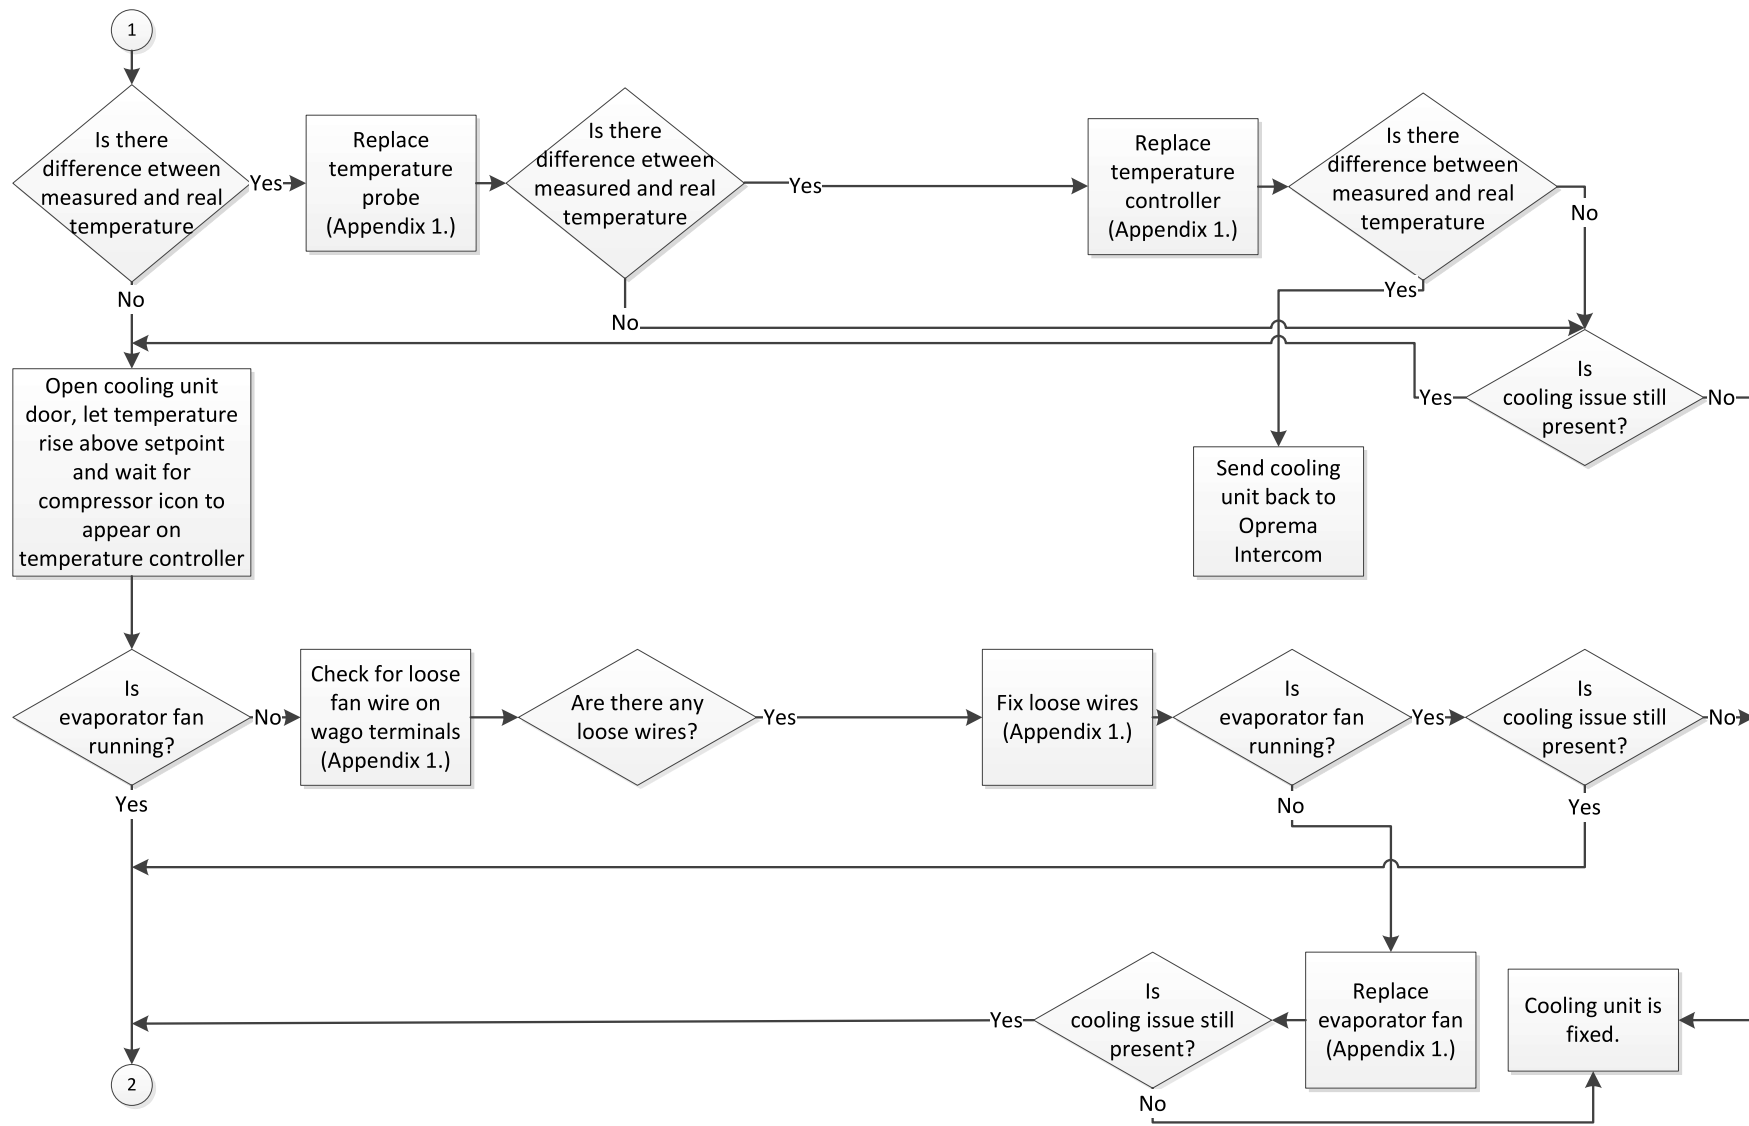 1
Is there
difference etween
measured and real
temperature
Yes
Replace
temperature
probe
(Appendix 1.)
Is there
difference etween
measured and real
temperature
Yes
Replace
temperature
controller
(Appendix 1.)
Is there
difference between
measured and real
temperature
No
Yes
No
No
Open cooling unit
door, let temperature
rise above setpoint
and wait for
compressor icon to
appear on
temperature controller
Send cooling
unit back to
Oprema
Intercom
Yes
Is
cooling issue still
present?
No
Is
evaporator fan
running?
No
Check for loose
fan wire on
wago terminals
(Appendix 1.)
Are there any
loose wires?
Yes
Fix loose wires
(Appendix 1.)
Is
evaporator fan
running?
Yes
Is
cooling issue still
present?
No
Yes
No
Yes
Yes
Is
cooling issue still
present?
Replace
evaporator fan
(Appendix 1.)
Cooling unit is
fixed.
2
No